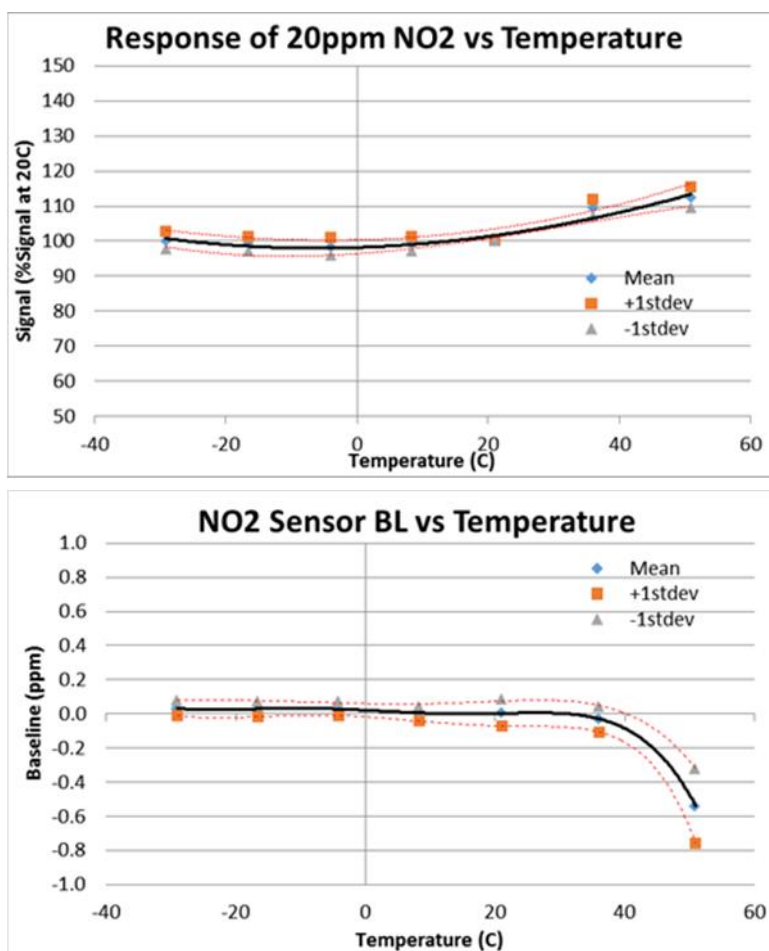 Response of 20ppm NO2 vs Temperature
Signal (%Signal at 20C)
150
140
130
120
110
100
90
80
70
60
50
Mean
+1stdev
-1stdev
-40 -20 0 20 40 60
Temperature (C)
NO2 Sensor BL vs Temperature
Baseline (ppm)
1.0
0.8
0.6
0.4
0.2
0.0
-0.2
-0.4
-0.6
-0.8
-1.0
Mean
+1stdev
-1stdev
-40 -20 0 20 40 60
Temperature (C)